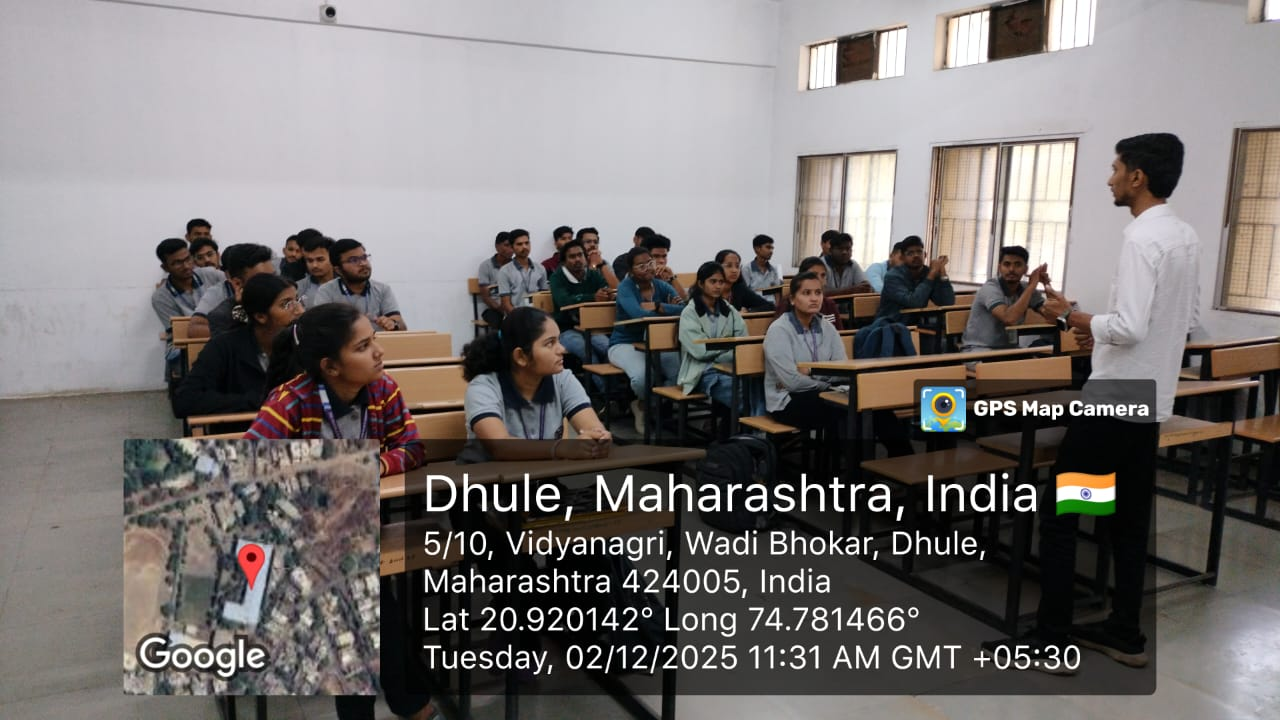 GPS Map Camera
Dhule, Maharashtra, India
5/10, Vidyanagri, Wadi Bhokar, Dhule,
Maharashtra 424005, India
Lat 20.920142° Long 74.781466°
Tuesday, 02/12/2025 11:31 AM GMT +05:30
Google